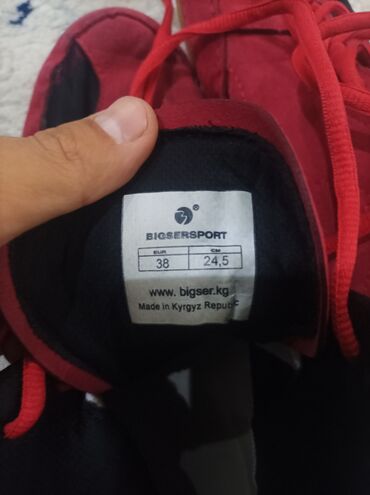 ®
BIGSERSPORT
EUR CM
38 24,5
www. bigser.kg
Made in Kyrgyz Republic